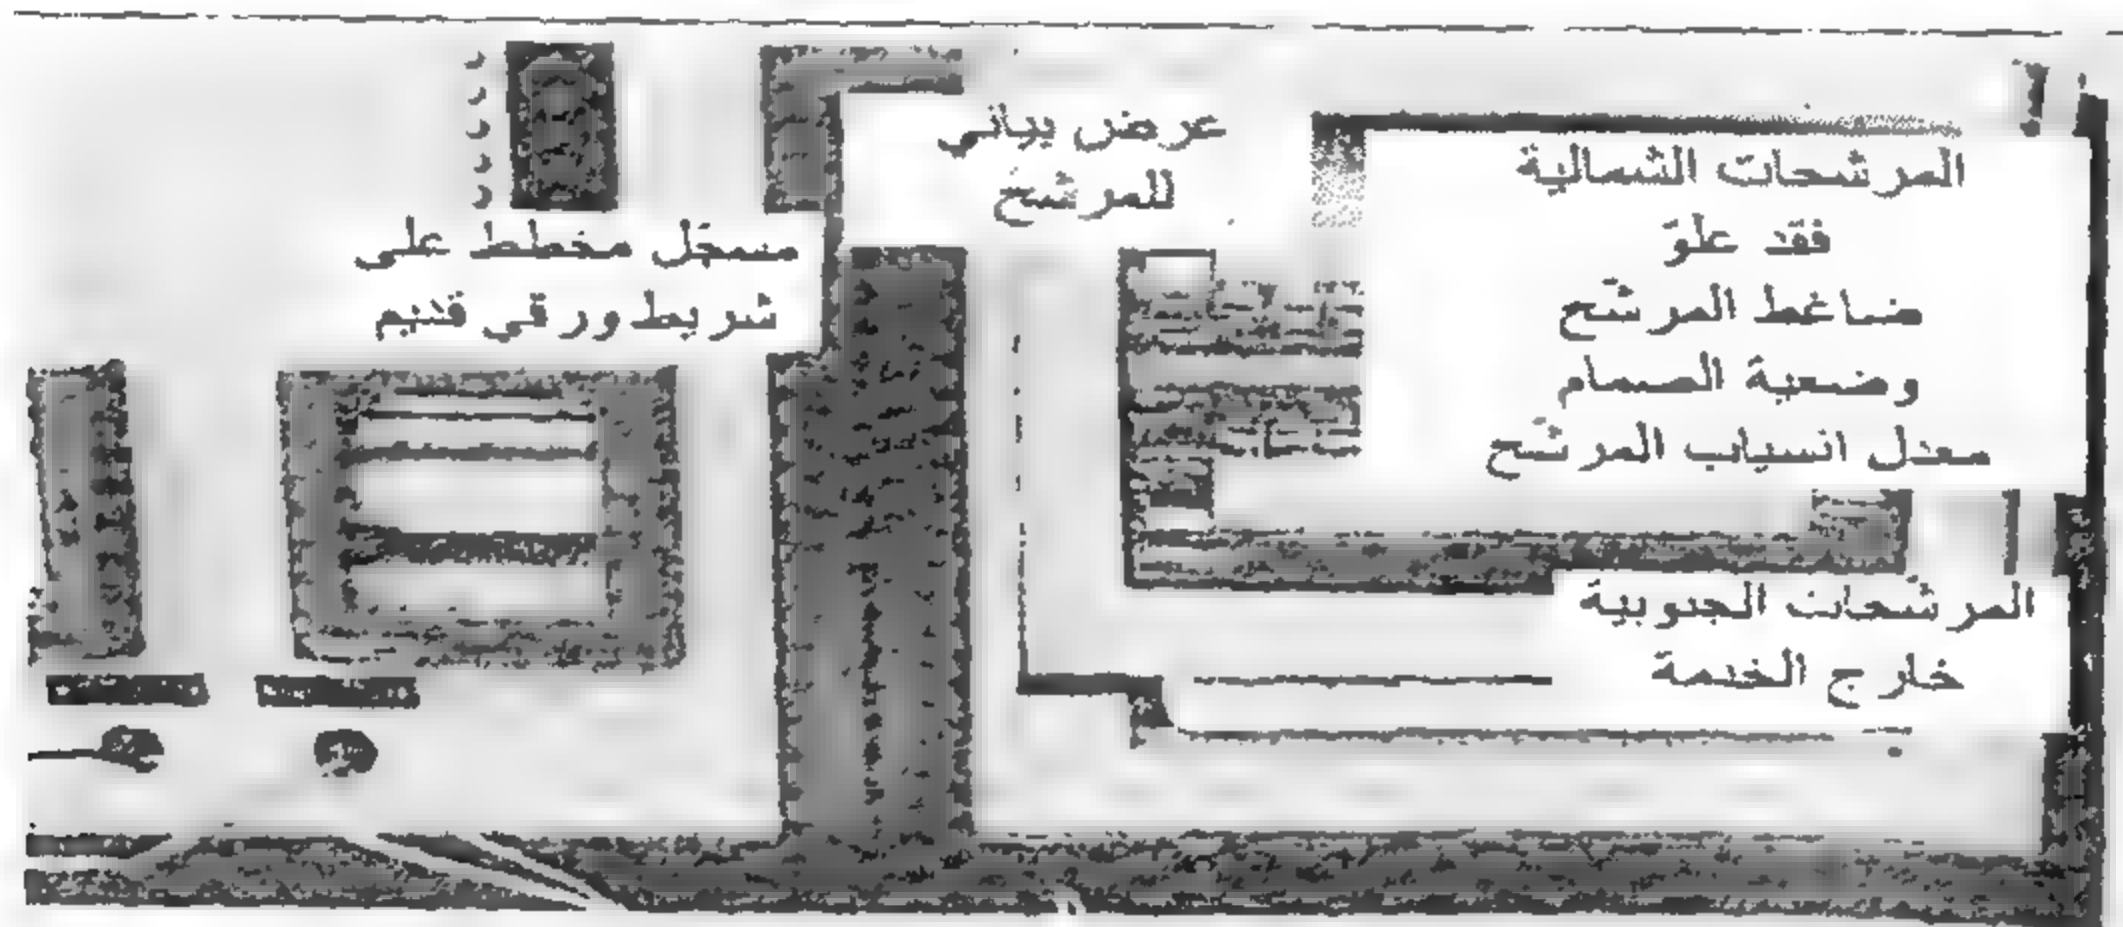 عرض بياني
للمرشح
المرشحات الشمالية
فقد علوّ
ضاغط المرشح
وضعية الصمام
معدل انسياب المرشح
المرشحات الجنوبية
خارج الخدمة
مسجل مخطط على
شريط ورقي قديم